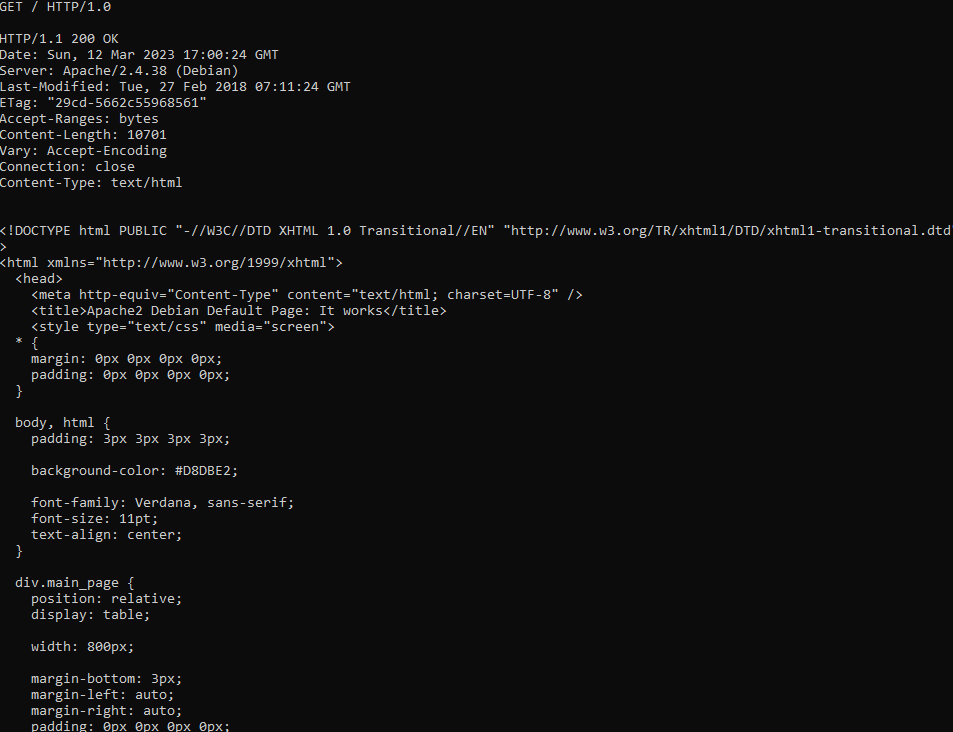 GET / HTTP/1.0

HTTP/1.1 200 OK
Date: Sun, 12 Mar 2023 17:00:24 GMT
Server: Apache/2.4.38 (Debian)
Last-Modified: Tue, 27 Feb 2018 07:11:24 GMT
ETag: "29cd-5662c55968561"
Accept-Ranges: bytes
Content-Length: 10701
Vary: Accept-Encoding
Connection: close
Content-Type: text/html


<!DOCTYPE html PUBLIC "-//W3C//DTD XHTML 1.0 Transitional//EN" "http://www.w3.org/TR/xhtml1/DTD/xhtml1-transitional.dtd"
>
<html xmlns="http://www.w3.org/1999/xhtml">
  <head>
    <meta http-equiv="Content-Type" content="text/html; charset=UTF-8" />
    <title>Apache2 Debian Default Page: It works</title>
    <style type="text/css" media="screen">
  * {
    margin: 0px 0px 0px 0px;
    padding: 0px 0px 0px 0px;
  }

  body, html {
    padding: 3px 3px 3px 3px;

    background-color: #D8DBE2;

    font-family: Verdana, sans-serif;
    font-size: 11pt;
    text-align: center;
  }

  div.main_page {
    position: relative;
    display: table;

    width: 800px;

    margin-bottom: 3px;
    margin-left: auto;
    margin-right: auto;
    padding: 0px 0px 0px 0px;